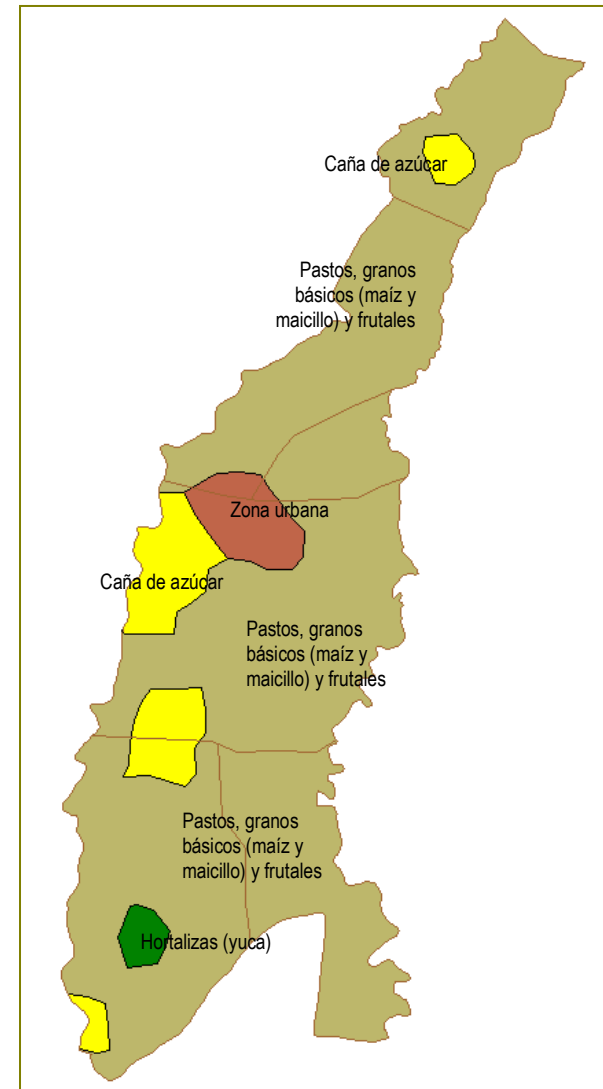 Caña de azúcar
Pastos, granos
básicos (maíz y
maicillo) y frutales
Zona urbana
Caña de azúcar
Pastos, granos
básicos (maíz y
maicillo) y frutales
Pastos, granos
básicos (maíz y
maicillo) y frutales
Hortalizas (yuca)